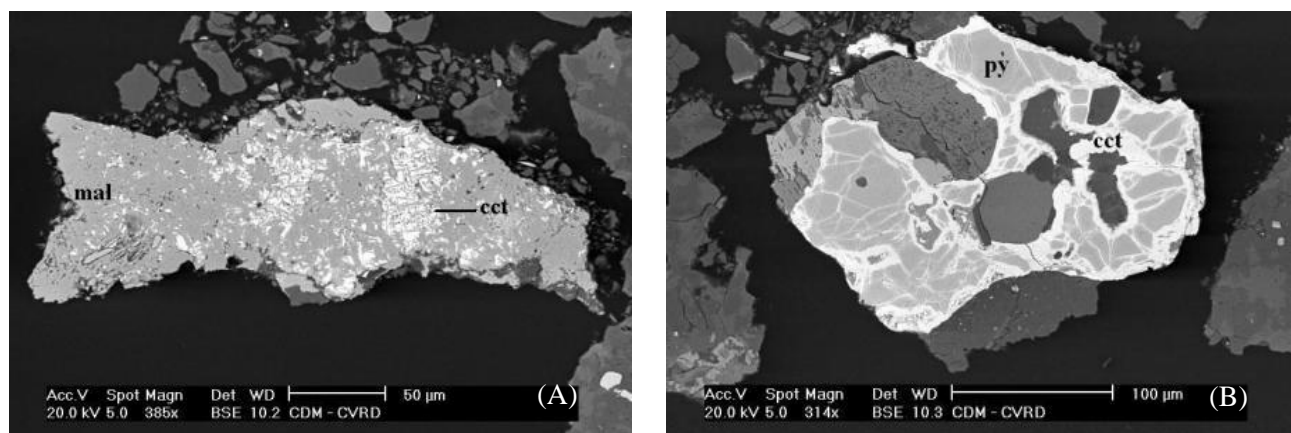 mal
cct
Acc.V Spot Magn Det WD 50 µm
20.0 kV 5.0 385x BSE 10.2 CDM - CVRD
(A)
py
cct
Acc.V Spot Magn Det WD 100 µm
20.0 kV 5.0 314x BSE 10.3 CDM - CVRD
(B)